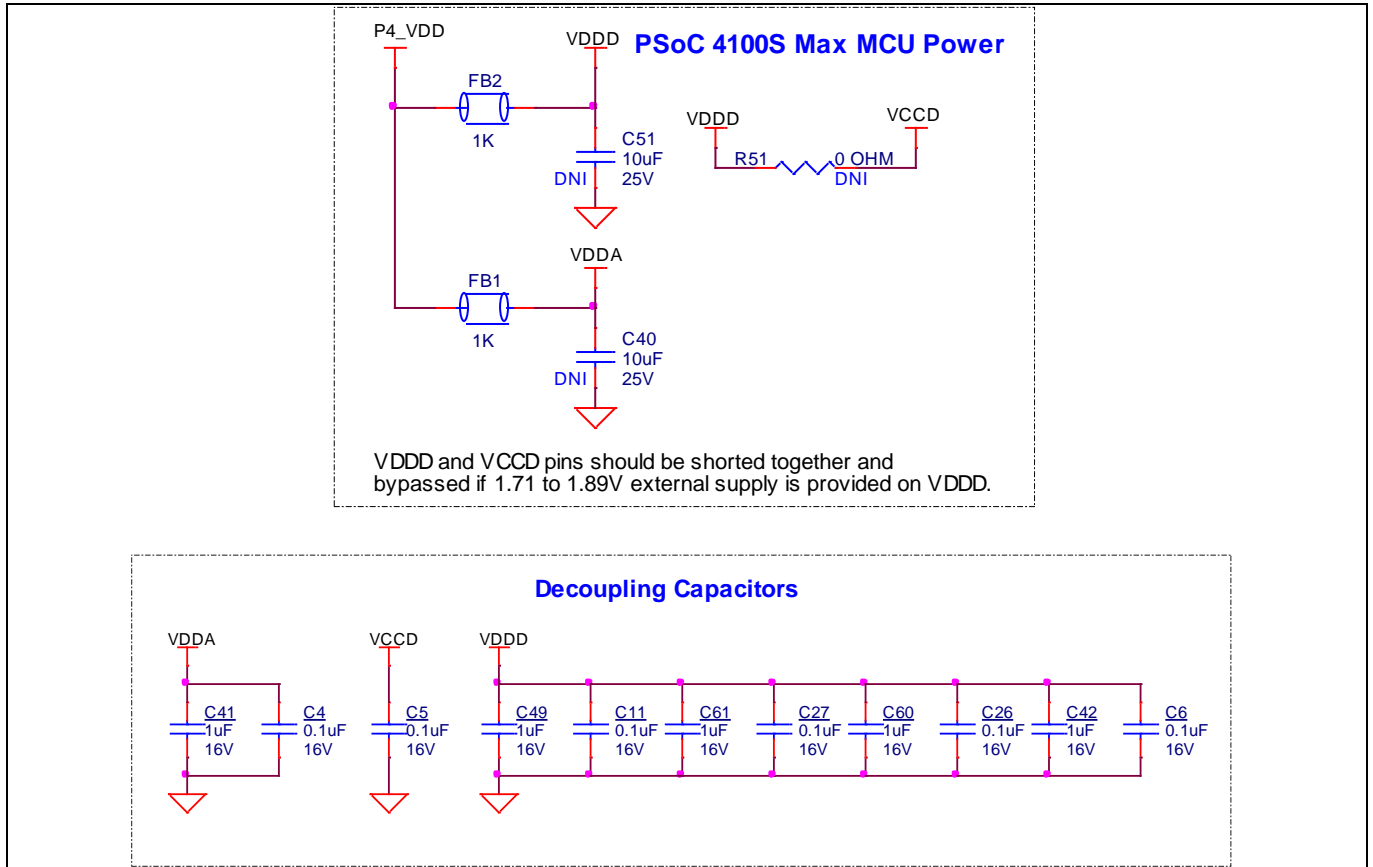 P4_VDD
VDDD
PSoC 4100S Max MCU Power
FB2
1K
C51
10uF
25V
DNI
VDDD
VCCD
R51
0 OHM
DNI
VDDA
FB1
1K
C40
10uF
25V
DNI
VDDD and VCCD pins should be shorted together and
bypassed if 1.71 to 1.89V external supply is provided on VDDD.
Decoupling Capacitors
VDDA
VCCD
VDDD
C41
1uF
16V
C4
0.1uF
16V
C5
0.1uF
16V
C49
1uF
16V
C11
0.1uF
16V
C61
1uF
16V
C27
0.1uF
16V
C60
1uF
16V
C26
0.1uF
16V
C42
1uF
16V
C6
0.1uF
16V